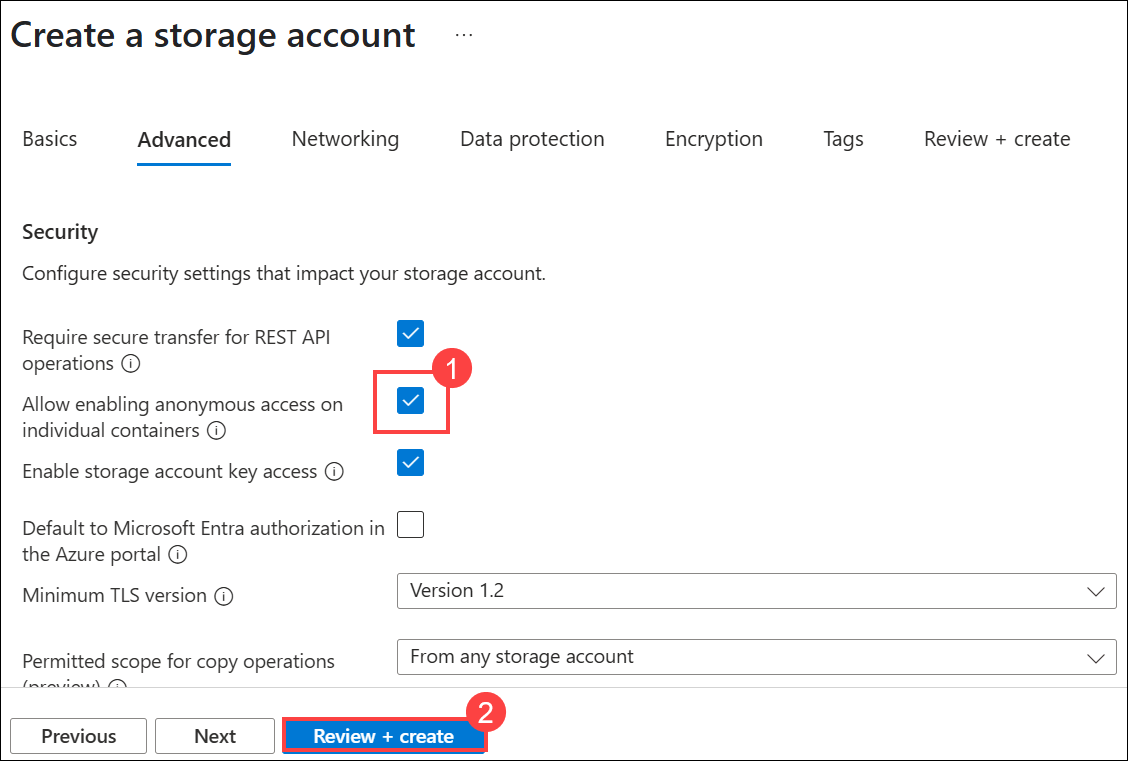 Create a storage account ...
Basics Advanced Networking Data protection Encryption Tags Review + create
Security
Configure security settings that impact your storage account.
Require secure transfer for REST API
operations
1
Allow enabling anonymous access on
individual containers
Enable storage account key access
Default to Microsoft Entra authorization in
the Azure portal
Minimum TLS version Version 1.2
Permitted scope for copy operations From any storage account
(preview)
2
Previous Next Review + create